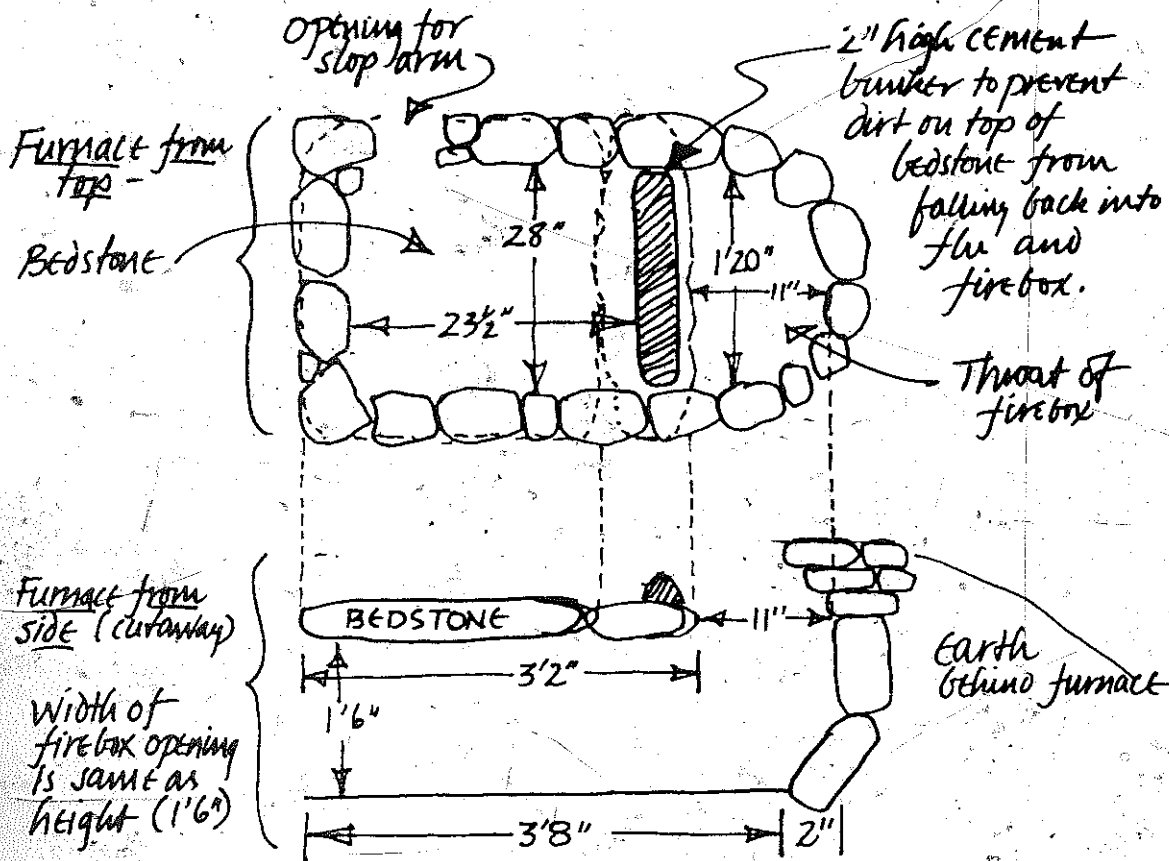 Opening for
slop arm
2" high cement
bunker to prevent
dirt on top of
bedstone from
falling back into
flue and
firebox.
Furnace from
top -
Bedstone
28"
1'20"
11"
23½"
Throat of
firebox
Furnace from
side (cutaway)
BEDSTONE
11"
3'2"
1'6"
Earth
behind furnace
Width of
firebox opening
is same as
height (1'6")
3'8"
2"